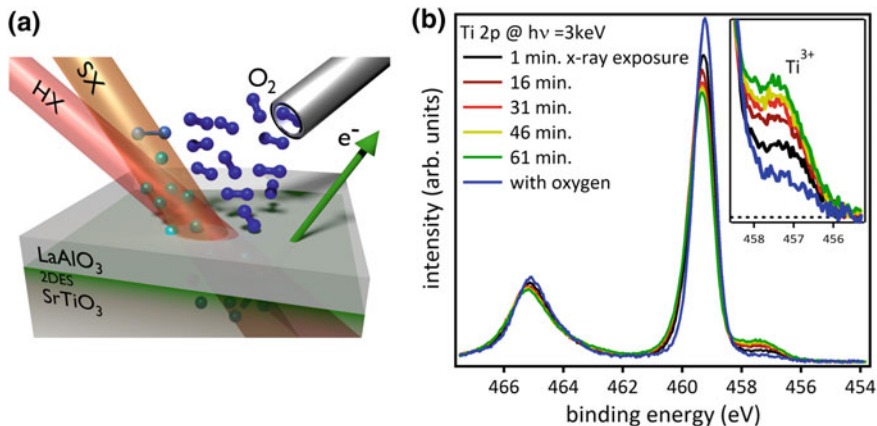 (a)
HX
SX
O₂
e⁻
LaAlO₃
2DES
SrTiO₃
(b)
Ti 2p @ hν =3keV
1 min. x-ray exposure
16 min.
31 min.
46 min.
61 min.
with oxygen
Ti³⁺
458 457 456
intensity (arb. units)
466 464 462 460 458 456 454
binding energy (eV)